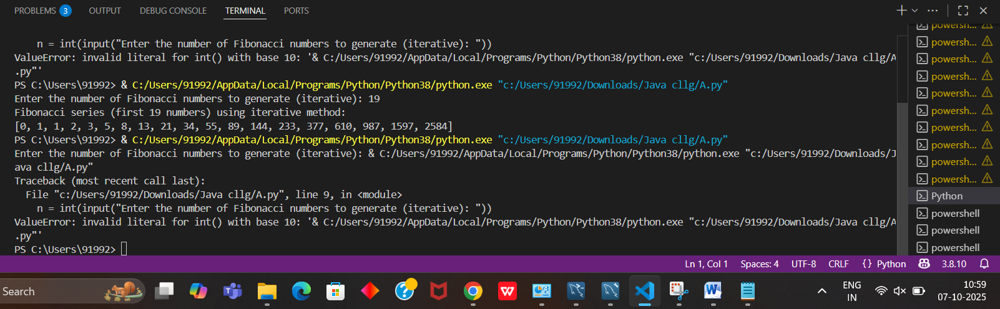 PROBLEMS 3 OUTPUT DEBUG CONSOLE TERMINAL PORTS
n = int(input("Enter the number of Fibonacci numbers to generate (iterative): "))
ValueError: invalid literal for int() with base 10: '& C:/Users/91992/AppData/Local/Programs/Python/Python38/python.exe "c:/Users/91992/Downloads/Java cllg/A
.py"'
PS C:\Users\91992> & C:/Users/91992/AppData/Local/Programs/Python/Python38/python.exe "c:/Users/91992/Downloads/Java cllg/A.py"
Enter the number of Fibonacci numbers to generate (iterative): 19
Fibonacci series (first 19 numbers) using iterative method:
[0, 1, 1, 2, 3, 5, 8, 13, 21, 34, 55, 89, 144, 233, 377, 610, 987, 1597, 2584]
PS C:\Users\91992> & C:/Users/91992/AppData/Local/Programs/Python/Python38/python.exe "c:/Users/91992/Downloads/Java cllg/A.py"
Enter the number of Fibonacci numbers to generate (iterative): & C:/Users/91992/AppData/Local/Programs/Python/Python38/python.exe "c:/Users/91992/Downloads/J
ava cllg/A.py"
Traceback (most recent call last):
File "c:/Users/91992/Downloads/Java cllg/A.py", line 9, in <module>
n = int(input("Enter the number of Fibonacci numbers to generate (iterative): "))
ValueError: invalid literal for int() with base 10: '& C:/Users/91992/AppData/Local/Programs/Python/Python38/python.exe "c:/Users/91992/Downloads/Java cllg/A
.py"'
PS C:\Users\91992>
powersh...
powersh...
powersh...
powersh...
powersh...
powersh...
powersh...
powersh...
powersh...
powersh...
Python
powershell
powershell
powershell
Ln 1, Col 1 Spaces: 4 UTF-8 CRLF {} Python 3.8.10
Search
W
ENG
IN
10:59
07-10-2025